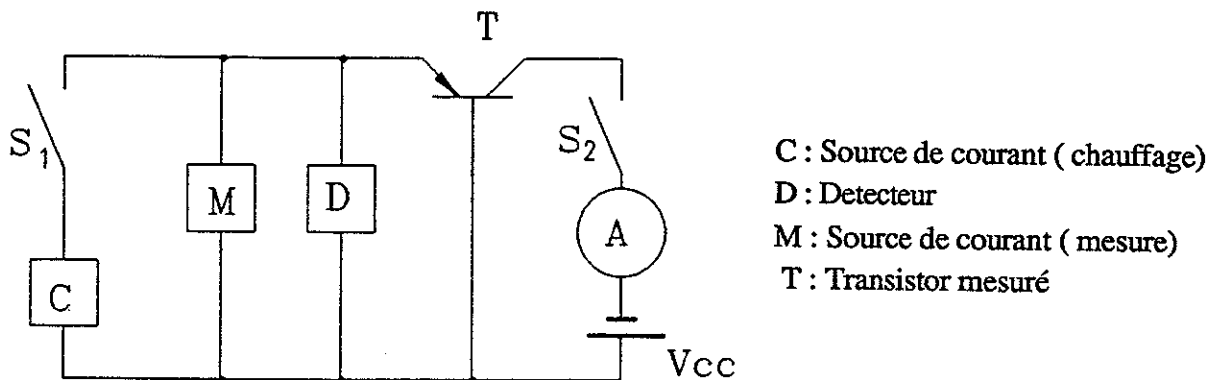 T
S1
S2
M
D
A
C
Vcc
C : Source de courant ( chauffage)
D : Detecteur
M : Source de courant ( mesure)
T : Transistor mesuré